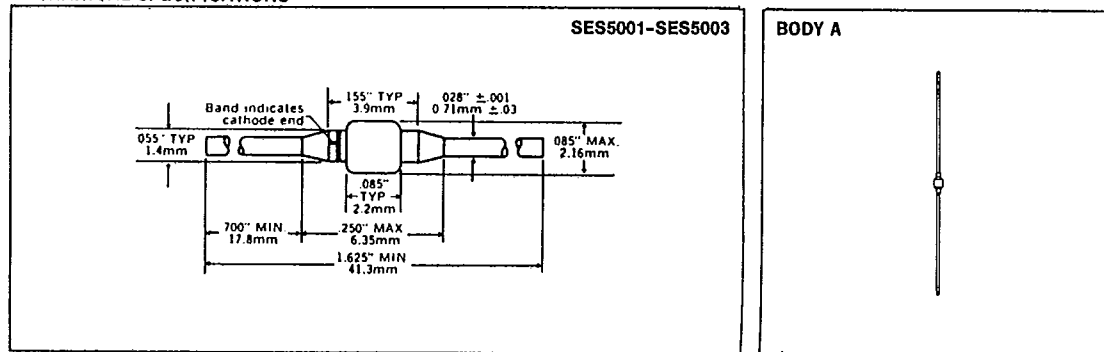 SES5001-SES5003
BODY A
Band indicates
cathode end
.155" TYP
3.9mm
.028" ±.001
0.71mm ±.03
.055" TYP
1.4mm
.085" MAX.
2.16mm
.085"
TYP
2.2mm
.700" MIN
17.8mm
.250" MAX
6.35mm
1.625" MIN
41.3mm